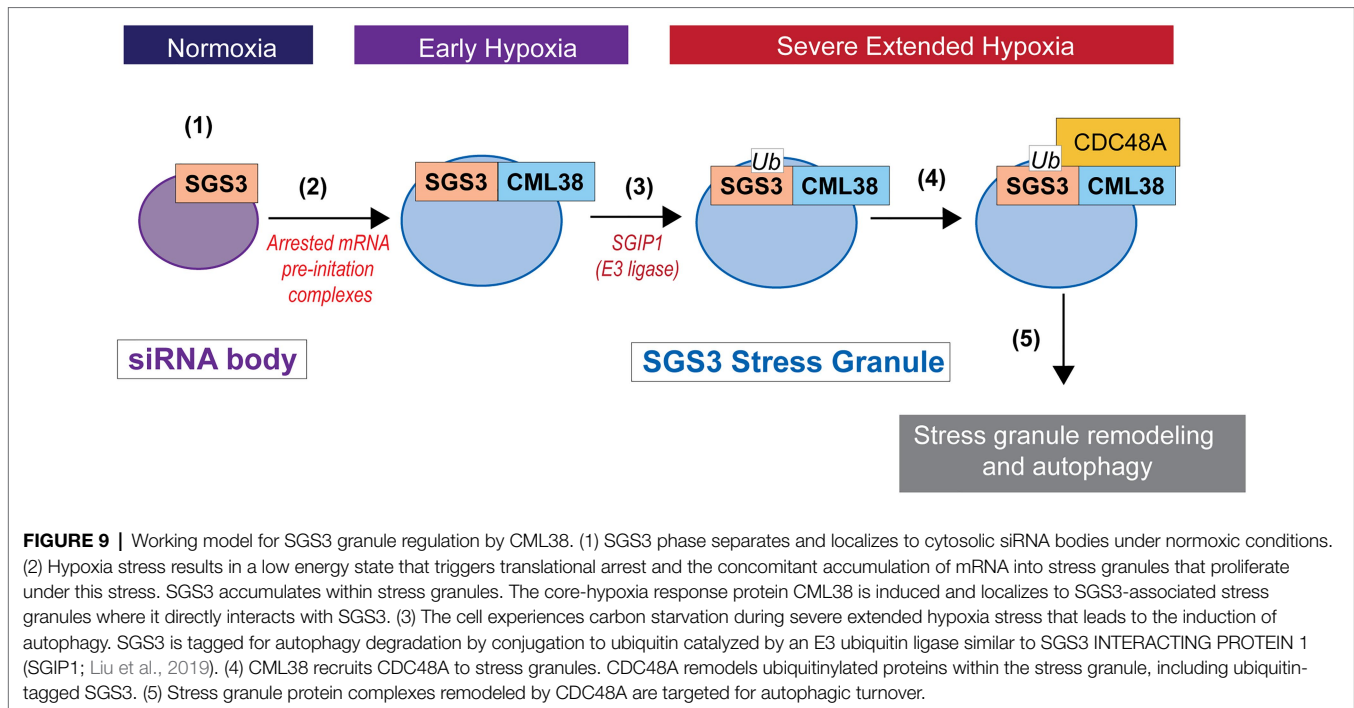 Normoxia
Early Hypoxia
Severe Extended Hypoxia
(1)
SGS3
(2)
Arrested mRNA
pre-initation
complexes
SGS3
CML38
(3)
SGIP1
(E3 ligase)
Ub
SGS3
CML38
(4)
CDC48A
Ub
SGS3
CML38
(5)
siRNA body
SGS3 Stress Granule
Stress granule remodeling
and autophagy
FIGURE 9 | Working model for SGS3 granule regulation by CML38. (1) SGS3 phase separates and localizes to cytosolic siRNA bodies under normoxic conditions.
(2) Hypoxia stress results in a low energy state that triggers translational arrest and the concomitant accumulation of mRNA into stress granules that proliferate
under this stress. SGS3 accumulates within stress granules. The core-hypoxia response protein CML38 is induced and localizes to SGS3-associated stress
granules where it directly interacts with SGS3. (3) The cell experiences carbon starvation during severe extended hypoxia stress that leads to the induction of
autophagy. SGS3 is tagged for autophagy degradation by conjugation to ubiquitin catalyzed by an E3 ubiquitin ligase similar to SGS3 INTERACTING PROTEIN 1
(SGIP1; Liu et al., 2019). (4) CML38 recruits CDC48A to stress granules. CDC48A remodels ubiquitinylated proteins within the stress granule, including ubiquitin-
tagged SGS3. (5) Stress granule protein complexes remodeled by CDC48A are targeted for autophagic turnover.